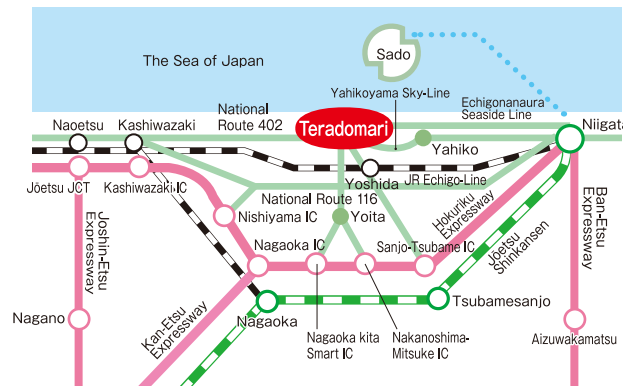 Sado
The Sea of Japan
Yahikoyama Sky-Line
National
Route 402
Echigonanaura
Seaside Line
Naoetsu
Kashiwazaki
Teradomari
Yahiko
Niigata
Yoshida
JR Echigo-Line
Jôetsu JCT
Kashiwazaki IC
National Route 116
Nishiyama IC
Yoita
Hokuriku
Expressway
Joshin-Etsu
Expressway
Ban-Etsu
Expressway
Nagaoka IC
Sanjo-Tsubame IC
Jôetsu
Shinkansen
Nagano
Kan-Etsu
Expressway
Nagaoka
Tsubamesanjo
Nagaoka kita
Smart IC
Nakanoshima-
Mitsuke IC
Aizuwakamatsu